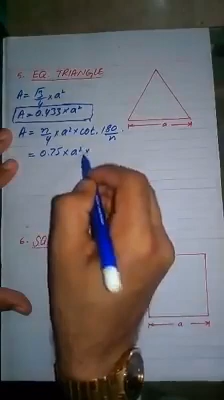 5. EQ. TRIANGLE
A = √3/4 × a²
A = 0.433 × a²
A = n/4 × a² × cot. 180/n
= 0.75 × a² ×
a
6. SQ
a